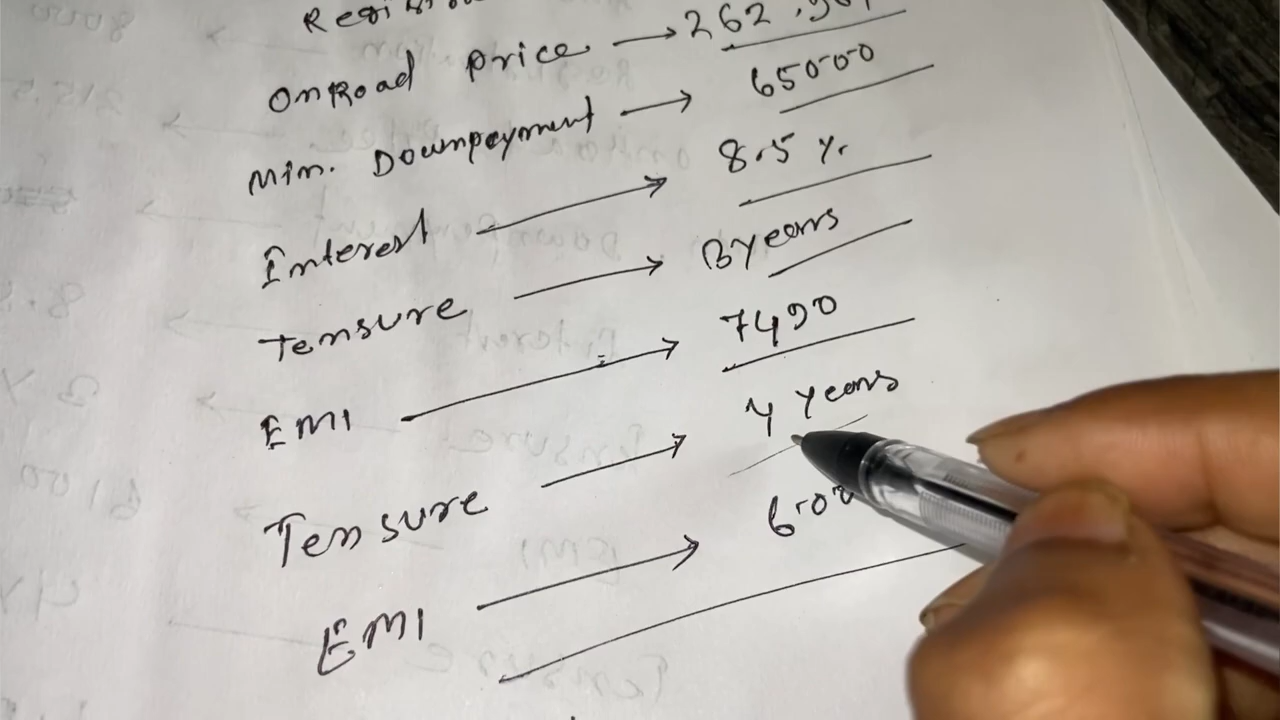 OnRoad price → 262
Min. Downpayment → 65000
Interest → 8.5 %
Tensure → 3 years
EMI → 7490
Tensure → 4 years
EMI →